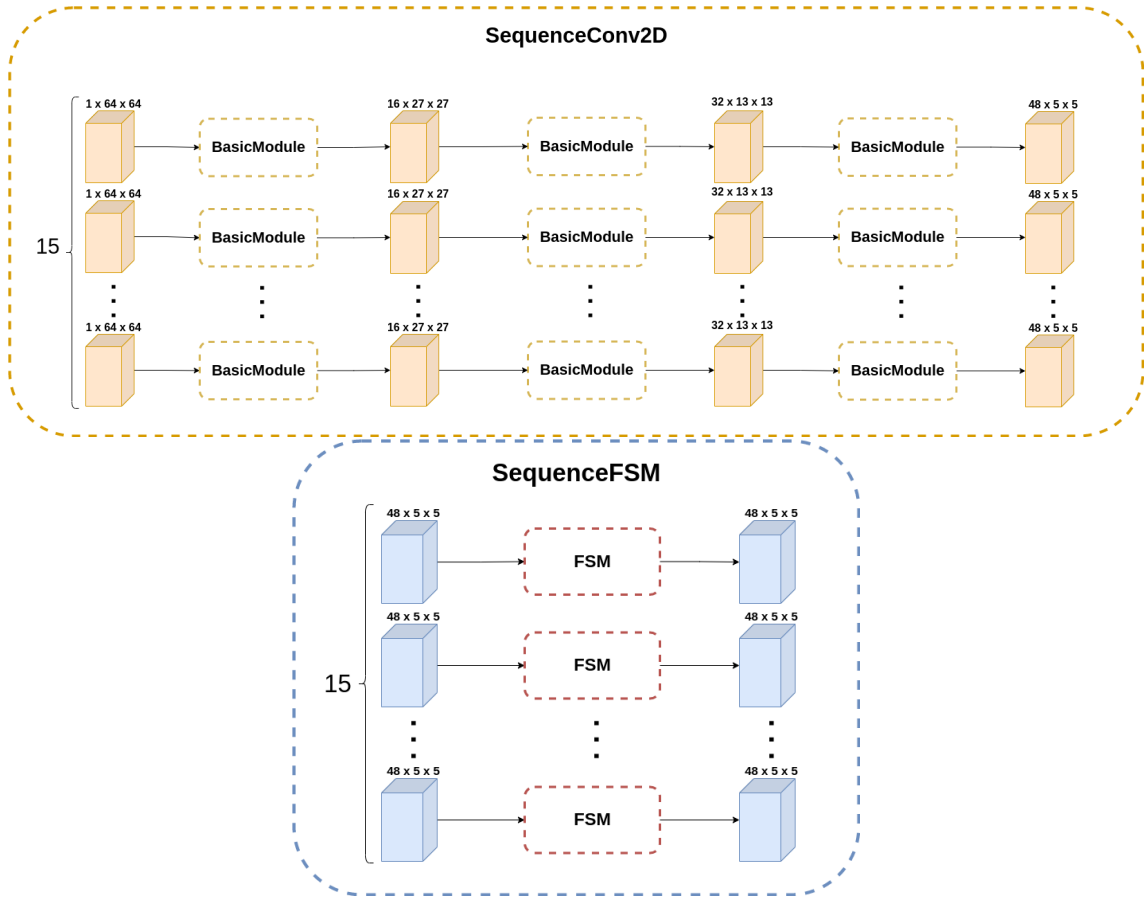 SequenceConv2D
1 x 64 x 64 16 x 27 x 27 32 x 13 x 13 48 x 5 x 5
BasicModule BasicModule BasicModule
1 x 64 x 64 16 x 27 x 27 32 x 13 x 13 48 x 5 x 5
15 BasicModule BasicModule BasicModule
1 x 64 x 64 16 x 27 x 27 32 x 13 x 13 48 x 5 x 5
BasicModule BasicModule BasicModule
SequenceFSM
48 x 5 x 5 48 x 5 x 5
FSM
48 x 5 x 5 48 x 5 x 5
FSM
15
48 x 5 x 5 48 x 5 x 5
FSM